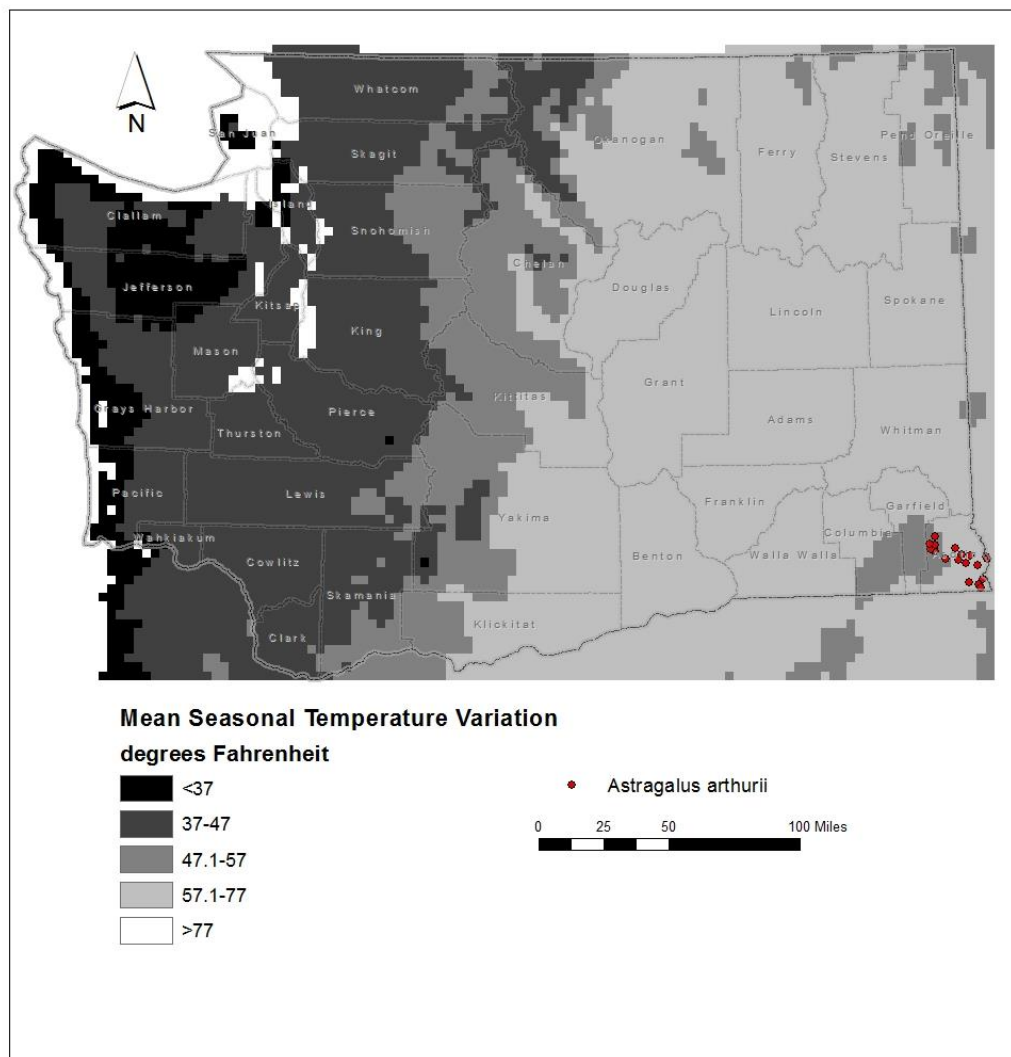 N
Whatcom
San Juan
Okanogan
Pend Oreille
Ferry
Stevens
Skagit
Island
Clallam
Snohomish
Chelan
Jefferson
Douglas
Spokane
Kitsap
Lincoln
King
Mason
Grant
Kittitas
Grays Harbor
Pierce
Adams
Thurston
Whitman
Pacific
Lewis
Franklin
Garfield
Yakima
Columbia
Wahkiakum
Benton
Walla Walla
Cowlitz
Skamania
Klickitat
Clark
Mean Seasonal Temperature Variation
degrees Fahrenheit
<37
37-47
47.1-57
57.1-77
>77
Astragalus arthurii
0 25 50 100 Miles